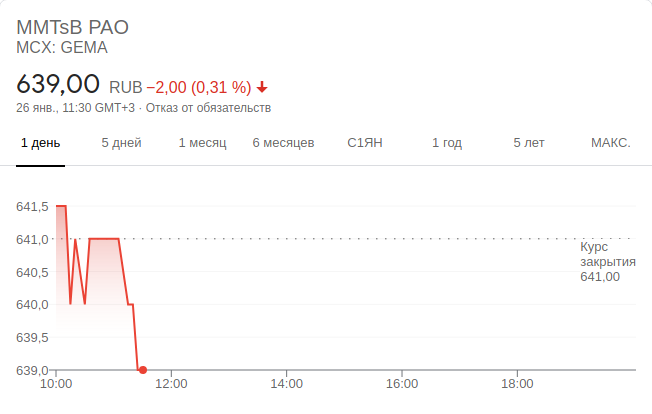 MMTsB PAO
MCX: GEMA
639,00 RUB −2,00 (0,31 %)
26 янв., 11:30 GMT+3 · Отказ от обязательств
1 день 5 дней 1 месяц 6 месяцев С1ЯН 1 год 5 лет МАКС.
641,5
641,0
Курс
закрытия
641,00
640,5
640,0
639,5
639,0
10:00 12:00 14:00 16:00 18:00